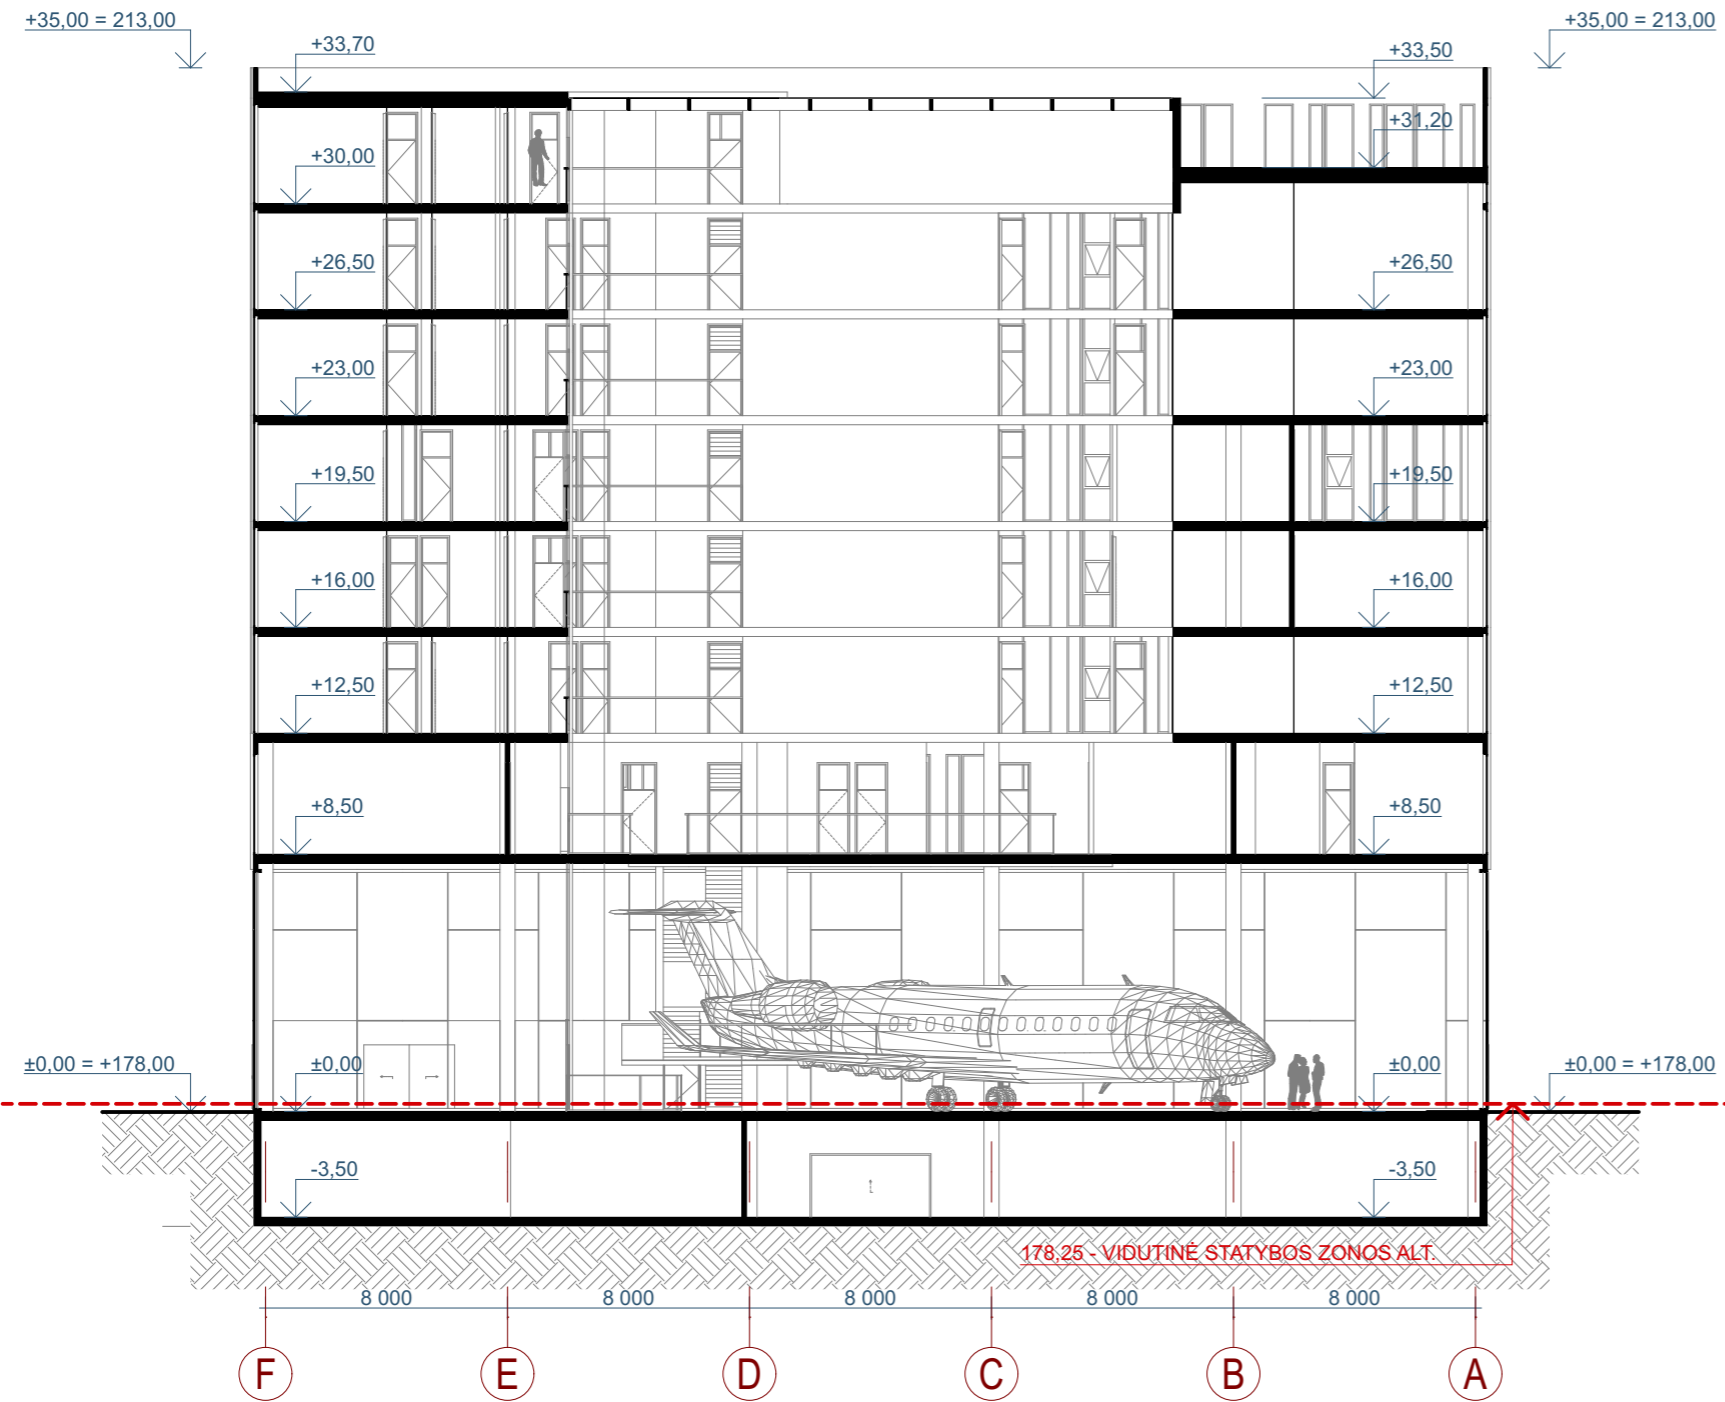 +35,00 = 213,00
+35,00 = 213,00
+33,70
+33,50
+31,20
+30,00
+26,50
+26,50
+23,00
+23,00
+19,50
+19,50
+16,00
+16,00
+12,50
+12,50
+8,50
+8,50
±0,00 = +178,00
±0,00
±0,00
±0,00 = +178,00
-3,50
-3,50
178,25 - VIDUTINĖ STATYBOS ZONOS ALT.
8 000
8 000
8 000
8 000
8 000
F
E
D
C
B
A